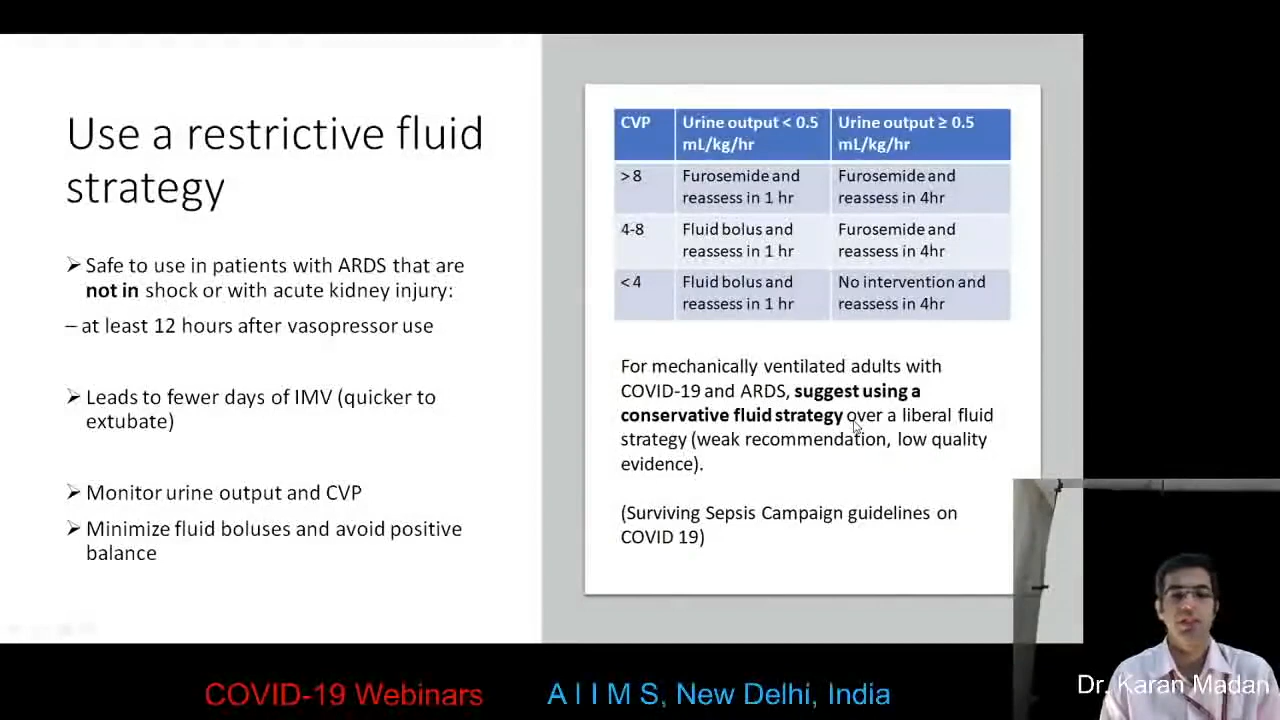 Use a restrictive fluid
strategy
➢ Safe to use in patients with ARDS that are
not in shock or with acute kidney injury:
– at least 12 hours after vasopressor use
➢ Leads to fewer days of IMV (quicker to
extubate)
➢ Monitor urine output and CVP
➢ Minimize fluid boluses and avoid positive
balance
CVP Urine output < 0.5 Urine output ≥ 0.5
mL/kg/hr mL/kg/hr
> 8 Furosemide and Furosemide and
reassess in 1 hr reassess in 4hr
4-8 Fluid bolus and Furosemide and
reassess in 1 hr reassess in 4hr
< 4 Fluid bolus and No intervention and
reassess in 1 hr reassess in 4hr
For mechanically ventilated adults with
COVID-19 and ARDS, suggest using a
conservative fluid strategy over a liberal fluid
strategy (weak recommendation, low quality
evidence).
(Surviving Sepsis Campaign guidelines on
COVID 19)
Dr. Karan Madan
COVID-19 Webinars A I I M S, New Delhi, India